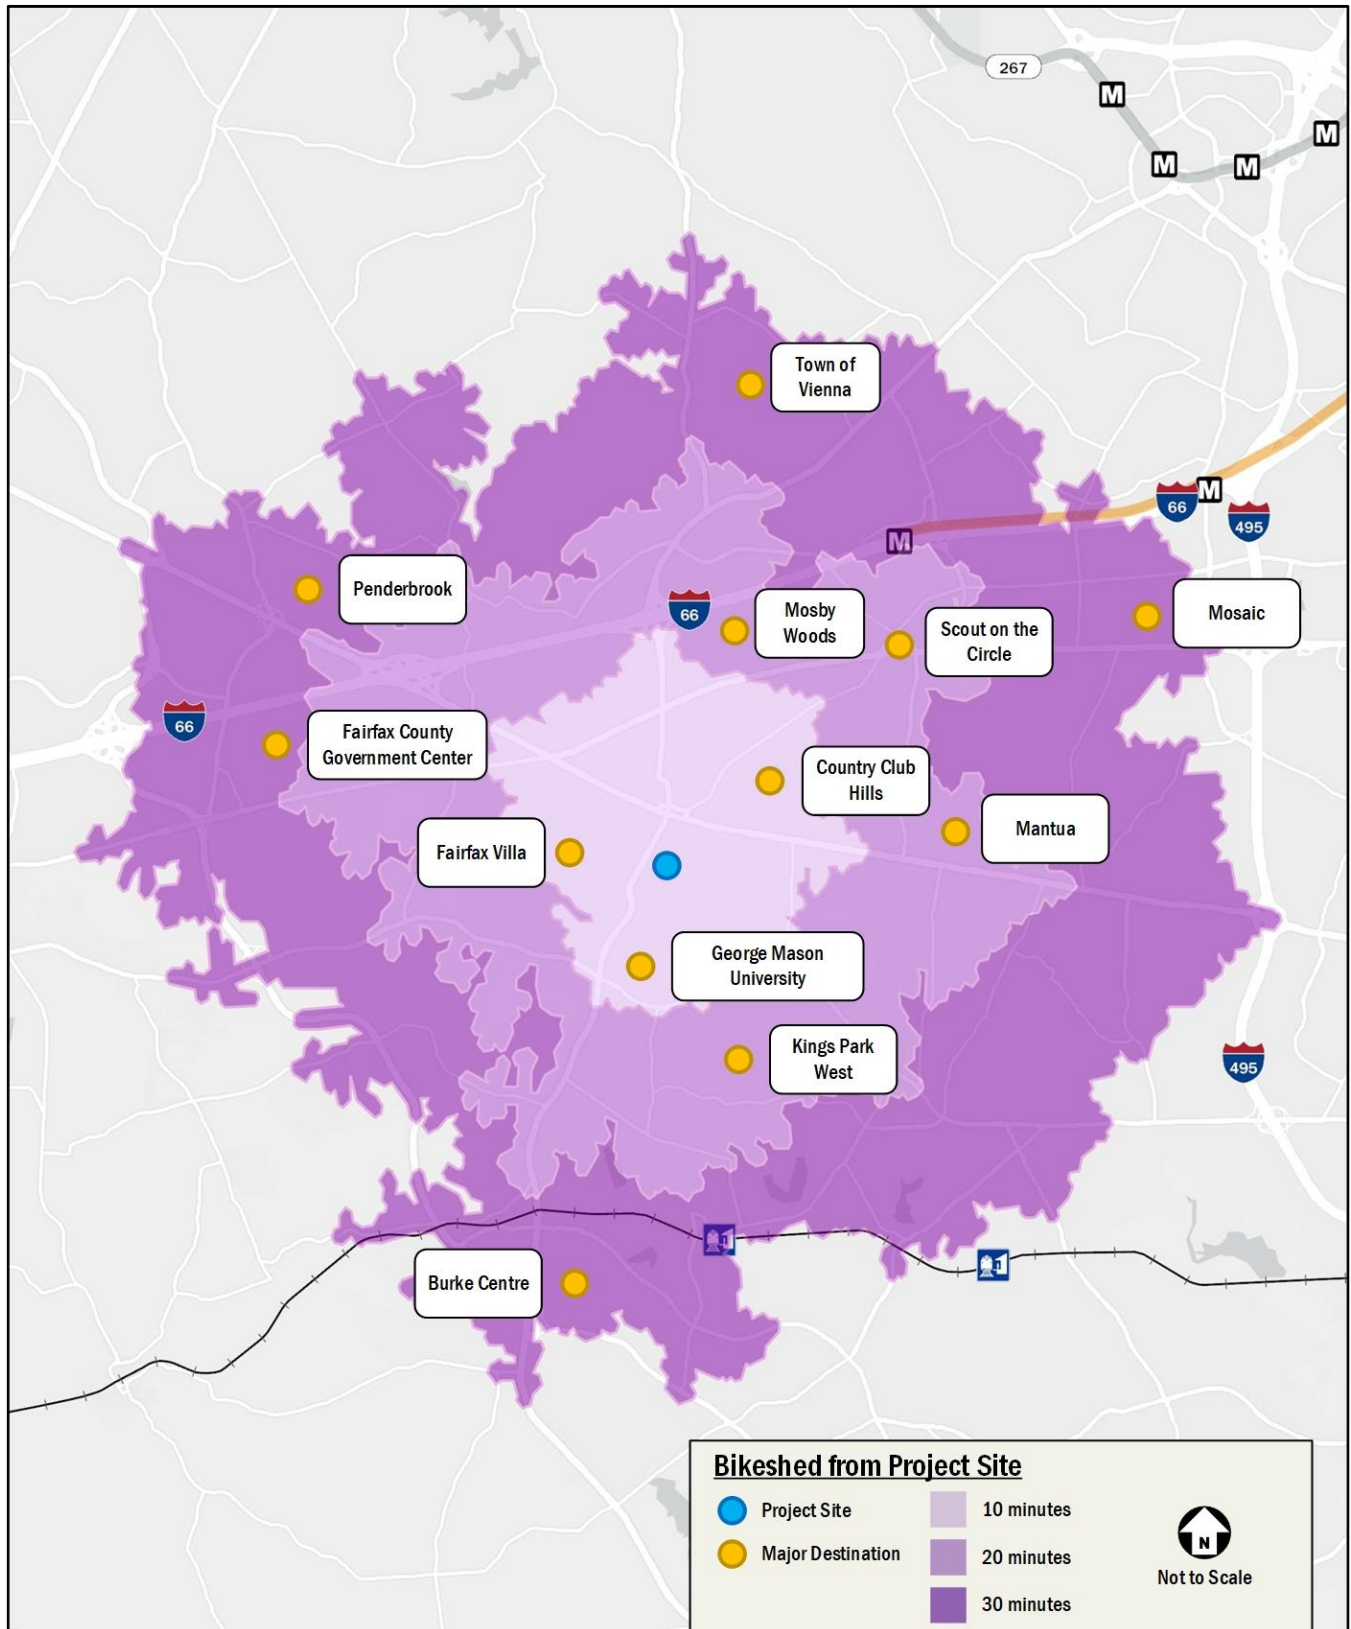 267
M
M
M
M
Town of
Vienna
66
M
495
M
Penderbrook
66
Mosby
Woods
Scout on the
Circle
Mosaic
66
Fairfax County
Government Center
Country Club
Hills
Mantua
Fairfax Villa
George Mason
University
Kings Park
West
495
Burke Centre
Bikeshed from Project Site
Project Site
Major Destination
10 minutes
20 minutes
30 minutes
N
Not to Scale